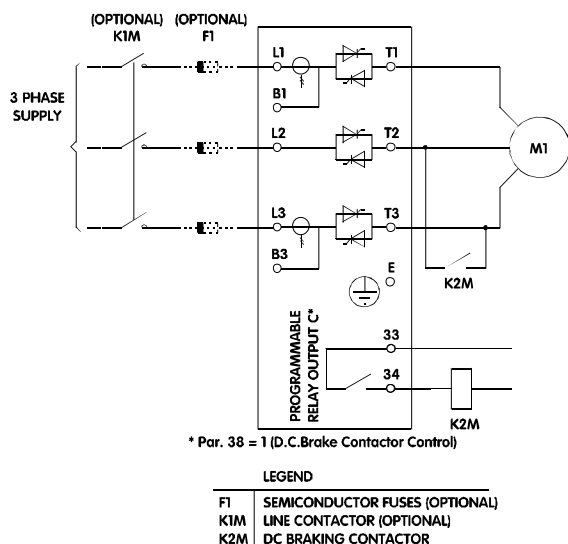 (OPTIONAL) (OPTIONAL)
K1M F1
L1 T1
B1
3 PHASE
SUPPLY
L2 T2
M1
L3 T3
B3
E
K2M
PROGRAMMABLE
RELAY OUTPUT C*
33
34
K2M
* Par. 38 = 1 (D.C.Brake Contactor Control)
LEGEND
F1 SEMICONDUCTOR FUSES (OPTIONAL)
K1M LINE CONTACTOR (OPTIONAL)
K2M DC BRAKING CONTACTOR